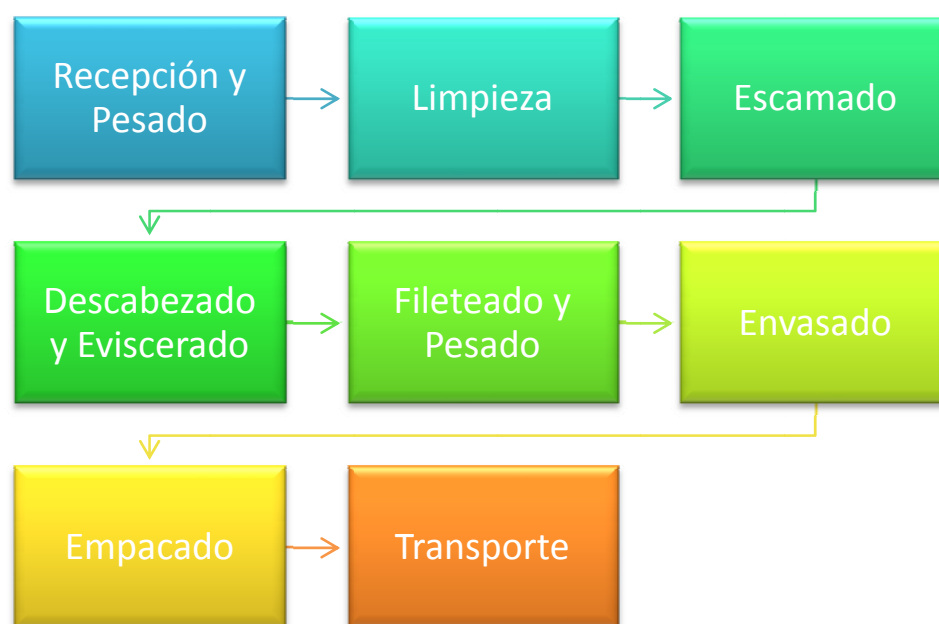 Recepción y
Pesado
Limpieza
Escamado
Descabezado
y Eviscerado
Fileteado y
Pesado
Envasado
Empacado
Transporte